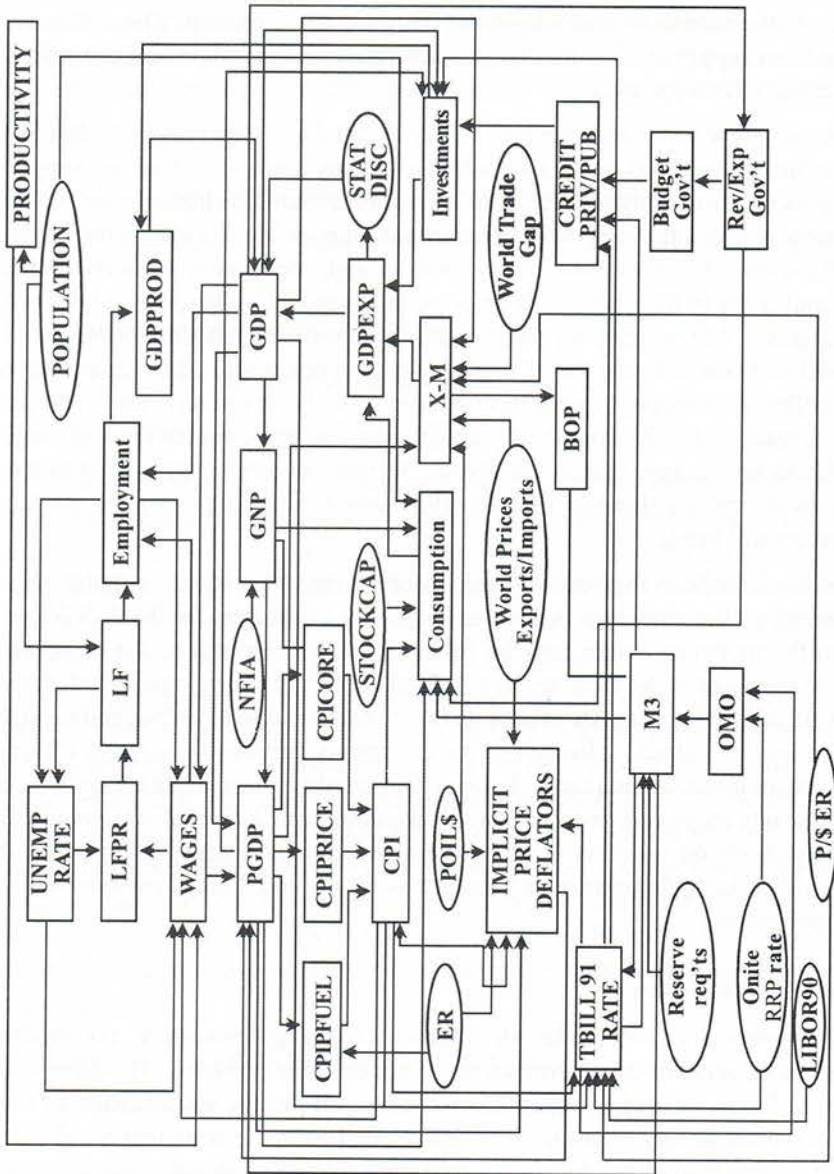 PRODUCTIVITY
POPULATION
UNEMP
RATE
LFPR
LF
Employment
GDPPROD
WAGES
PGDP
NFIA
GNP
GDP
STAT
DISC
CPIPFUEL
CPIPRICE
CPICORE
CPI
STOCKCAP
Consumption
GDPEXP
X-M
Investments
ER
POIL$
IMPLICIT
PRICE
DEFLATORS
World Prices
Exports/Imports
World Trade
Gap
TBILL 91
RATE
M3
BOP
CREDIT
PRIV/PUB
Reserve
req'ts
OMO
Budget
Gov't
Onite
RRP rate
Rev/Exp
Gov't
LIBOR90
P/$ ER